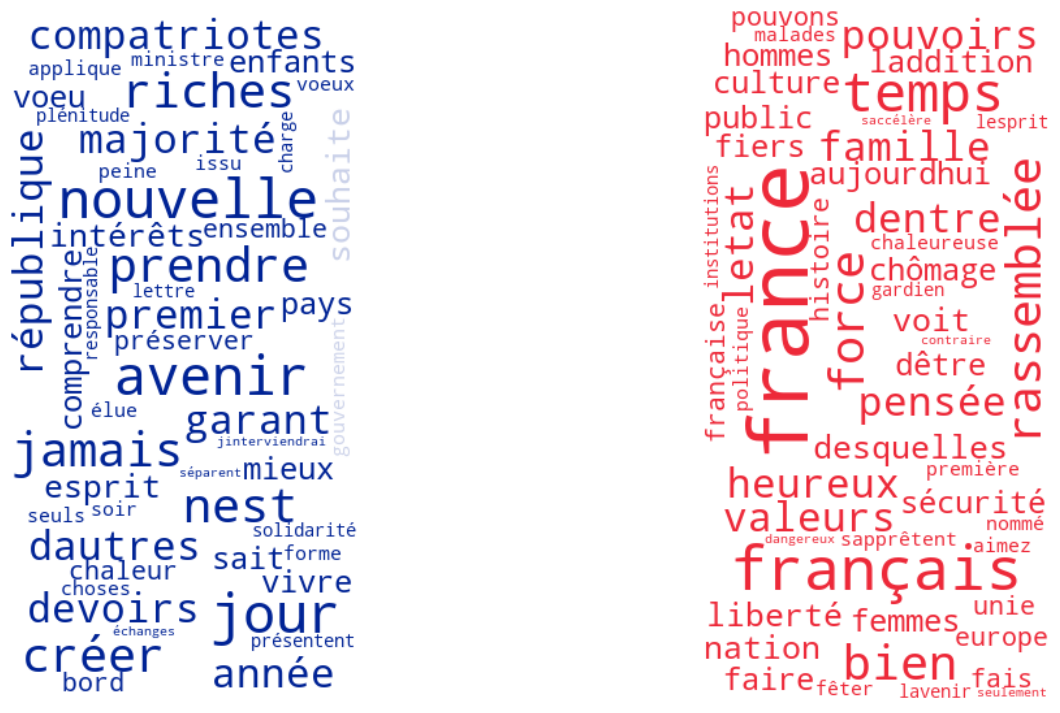 compatriotes
applique ministre enfants
voeu riches voeux
plénitude
majorité charge souhaite
république
peine issu
nouvelle
intérêts ensemble
comprendre responsable prendre
lettre
premier pays
préserver
gouvernement
avenir
élue garant
jinterviendrai
jamais
séparent mieux
esprit
seuls soir nest
solidarité
dautres sait forme
chaleur
choses vivre
devoirs jour
échanges présentent
créer
bord année
pouvons
malades pouvoirs
hommes laddition
culture temps
public saccélère lesprit
fiers famille
institutions letat france aujourdhui rassemblée
histoire dentre
chaleureuse
force chômage
gardien
française politique voit
contraire
dêtre
pensée
desquelles
première
heureux sécurité
valeurs nommé
dangereux sapprêtent aimez
français
liberté femmes unie
nation europe
bien
faire fêter fais
lavenir seulement